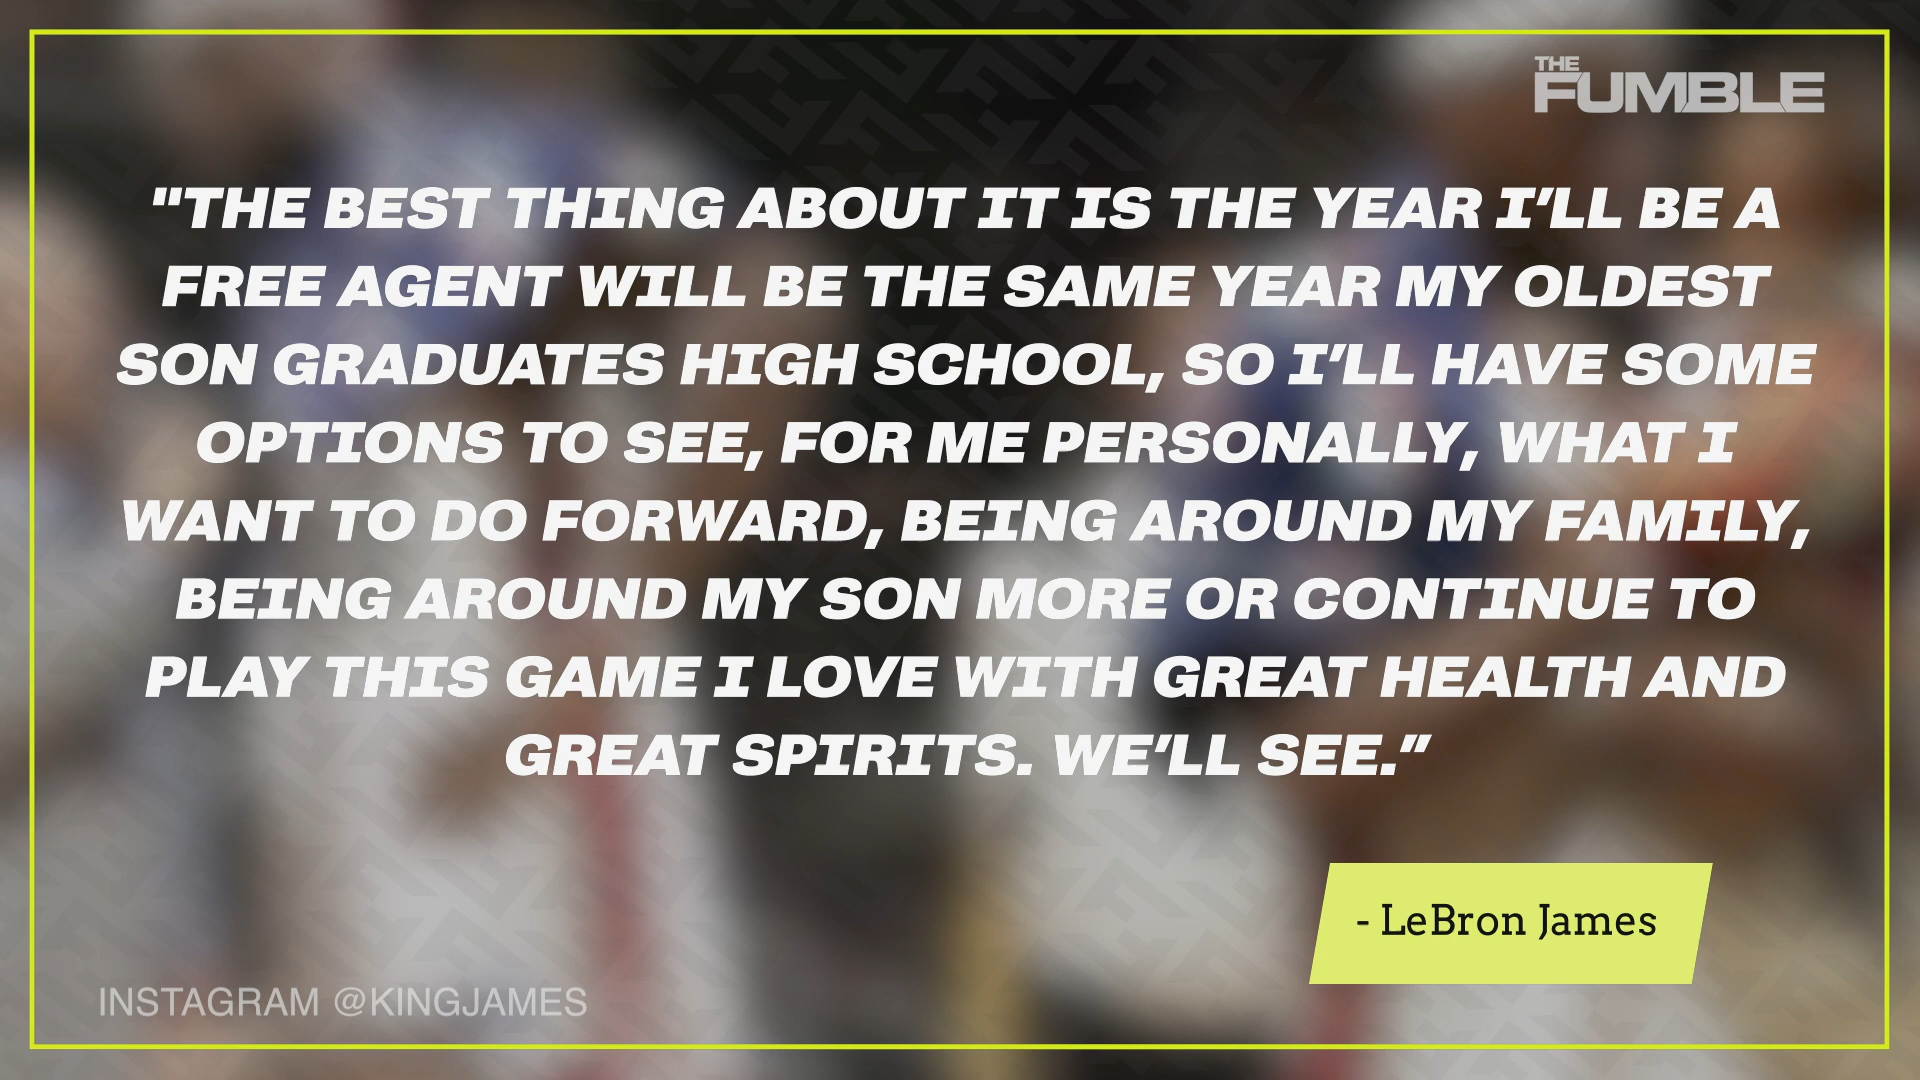 THE
FUMBLE
"THE BEST THING ABOUT IT IS THE YEAR I'LL BE A
FREE AGENT WILL BE THE SAME YEAR MY OLDEST
SON GRADUATES HIGH SCHOOL, SO I'LL HAVE SOME
OPTIONS TO SEE, FOR ME PERSONALLY, WHAT I
WANT TO DO FORWARD, BEING AROUND MY FAMILY,
BEING AROUND MY SON MORE OR CONTINUE TO
PLAY THIS GAME I LOVE WITH GREAT HEALTH AND
GREAT SPIRITS. WE'LL SEE."
- LeBron James
INSTAGRAM @KINGJAMES